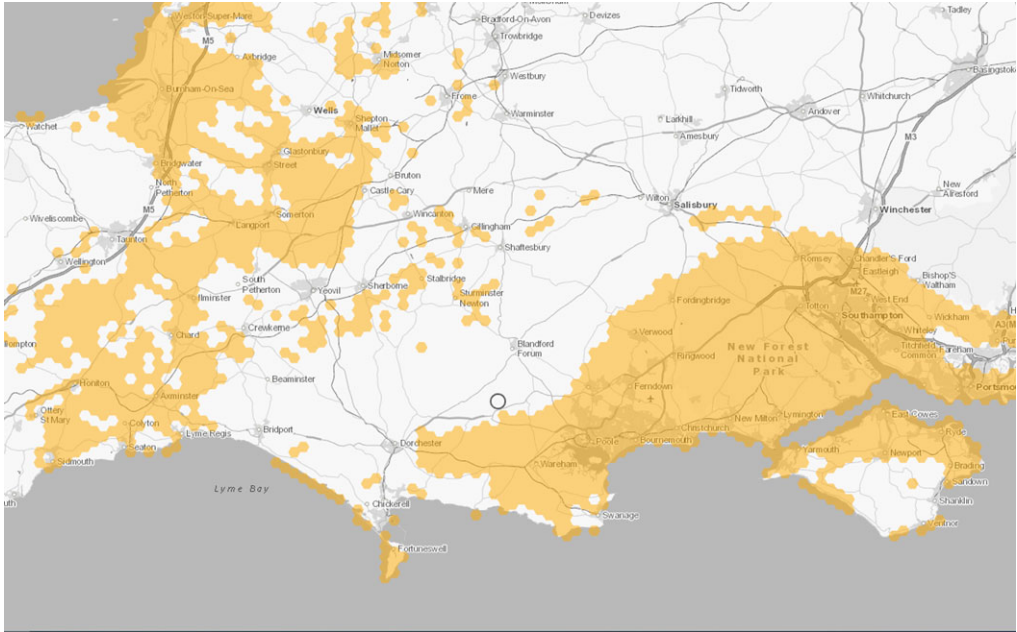 Weston-Super-Mare
M5
Axbridge
Midsomer
Norton
Bradford-On-Avon
Trowbridge
Devizes
Tadley
Basingstoke
Burnham-On-Sea
Wells
Frome
Westbury
Warminster
Tidworth
Andover
Whitchurch
Watchet
Shepton
Mallet
Larkhill
Amesbury
M3
Glastonbury
Street
Bridgwater
North
Petherton
Bruton
Castle Cary
Mere
Wilton
Salisbury
New
Alresford
Winchester
Wiveliscombe
M5
Taunton
Langport
Somerton
Wincanton
Gillingham
Shaftesbury
Wellington
South
Petherton
Yeovil
Sherborne
Stalbridge
Sturminster
Newton
Romsey
Chandler'S Ford
Eastleigh
Bishop'S
Waltham
M27
Ilminster
Fordingbridge
Totton
West End
Southampton
Wickham
A3(M
Chard
Crewkerne
Verwood
Whiteley
Titchfield
Common
Fareham
Portsmo
Blandford
Forum
Ringwood
New Forest
National
Park
Beaminster
Honiton
Axminster
Ottery
St Mary
Colyton
Seaton
Sidmouth
Lyme Regis
Bridport
Dorchester
Ferndown
Poole
Bournemouth
Christchurch
New Milton
Lymington
East Cowes
Ryde
Yarmouth
Newport
Brading
Sandown
Shanklin
Ventnor
Wareham
Swanage
Lyme Bay
Chickerell
Fortuneswell